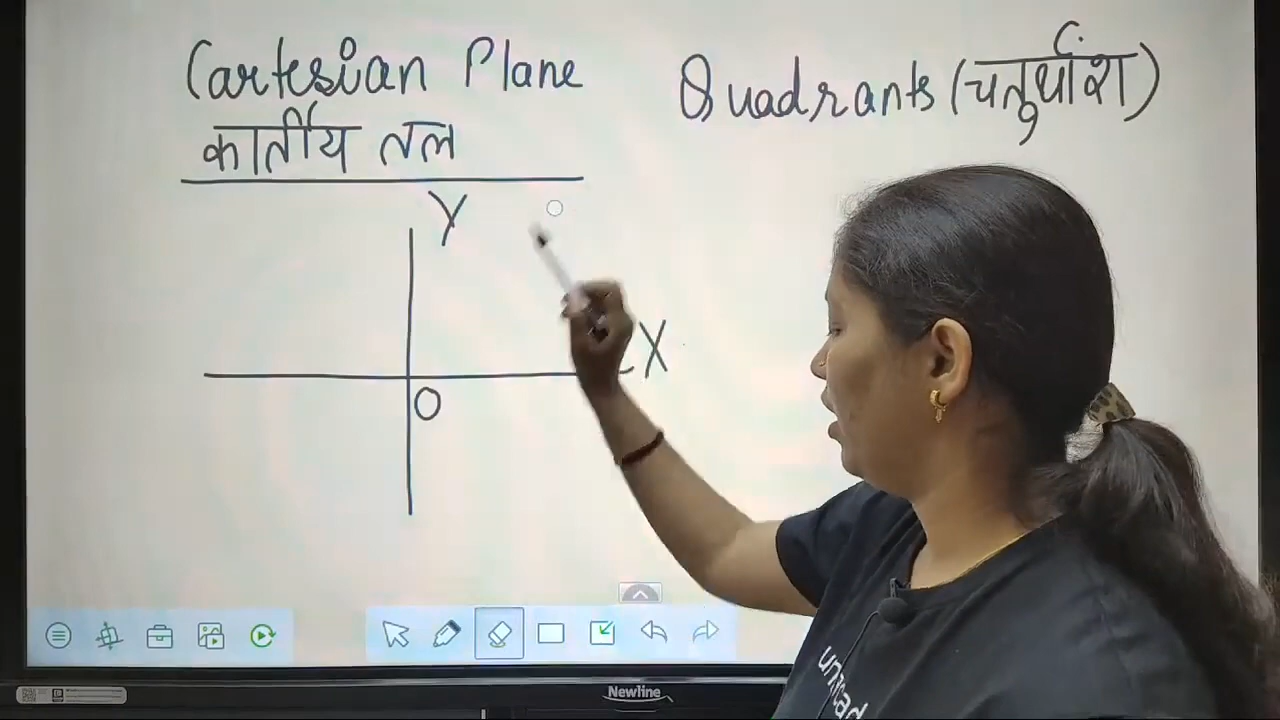 Cartesian Plane
कार्तीय तल
Quadrants (चतुर्थांश)
Y
X
O
Newline